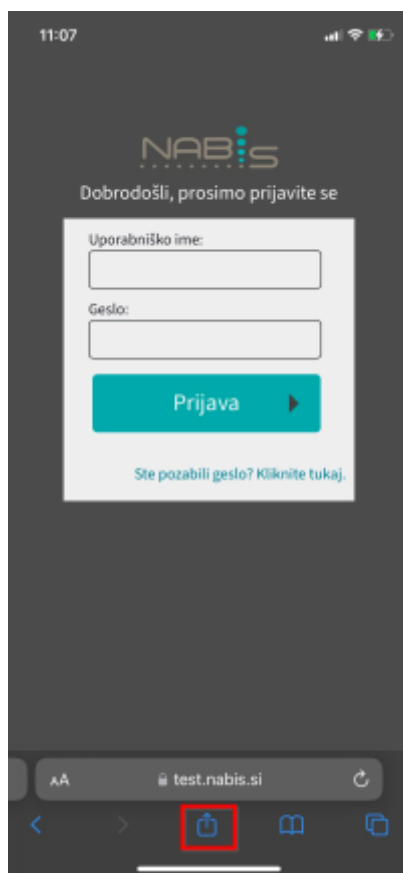 11:07
NABIS
Dobrodošli, prosimo prijavite se
Uporabniško ime:
Geslo:
Prijava
Ste pozabili geslo? Kliknite tukaj.
AA test.nabis.si